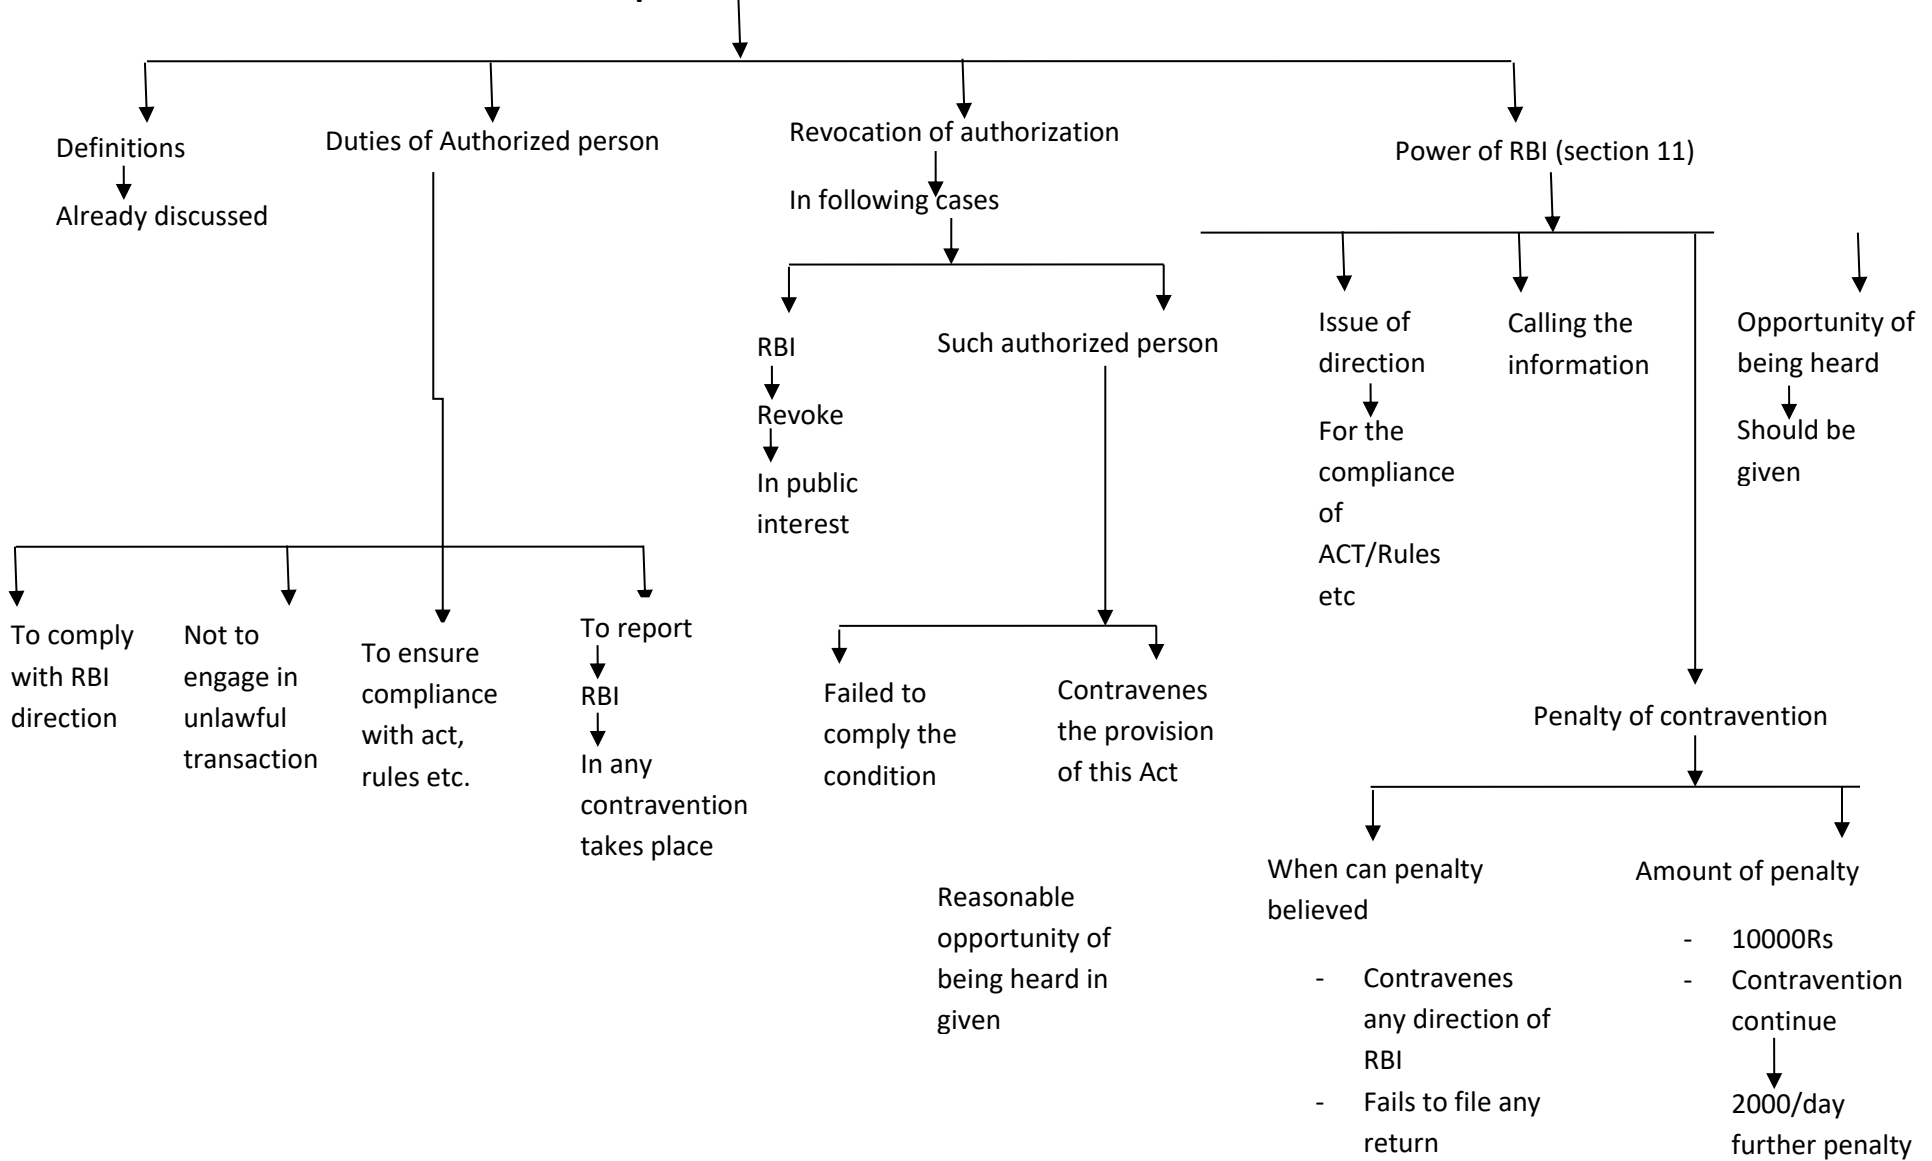 Definitions
Already discussed
Duties of Authorized person
To comply
with RBI
direction
Not to
engage in
unlawful
transaction
To ensure
compliance
with act,
rules etc.
To report
RBI
In any
contravention
takes place
Revocation of authorization
In following cases
RBI
Revoke
In public
interest
Such authorized person
Failed to
comply the
condition
Contravenes
the provision
of this Act
Reasonable
opportunity of
being heard in
given
Power of RBI (section 11)
Issue of
direction
For the
compliance
of
ACT/Rules
etc
Calling the
information
Opportunity of
being heard
Should be
given
Penalty of contravention
When can penalty
believed
- Contravenes
any direction of
RBI
- Fails to file any
return
Amount of penalty
- 10000Rs
- Contravention
continue
2000/day
further penalty